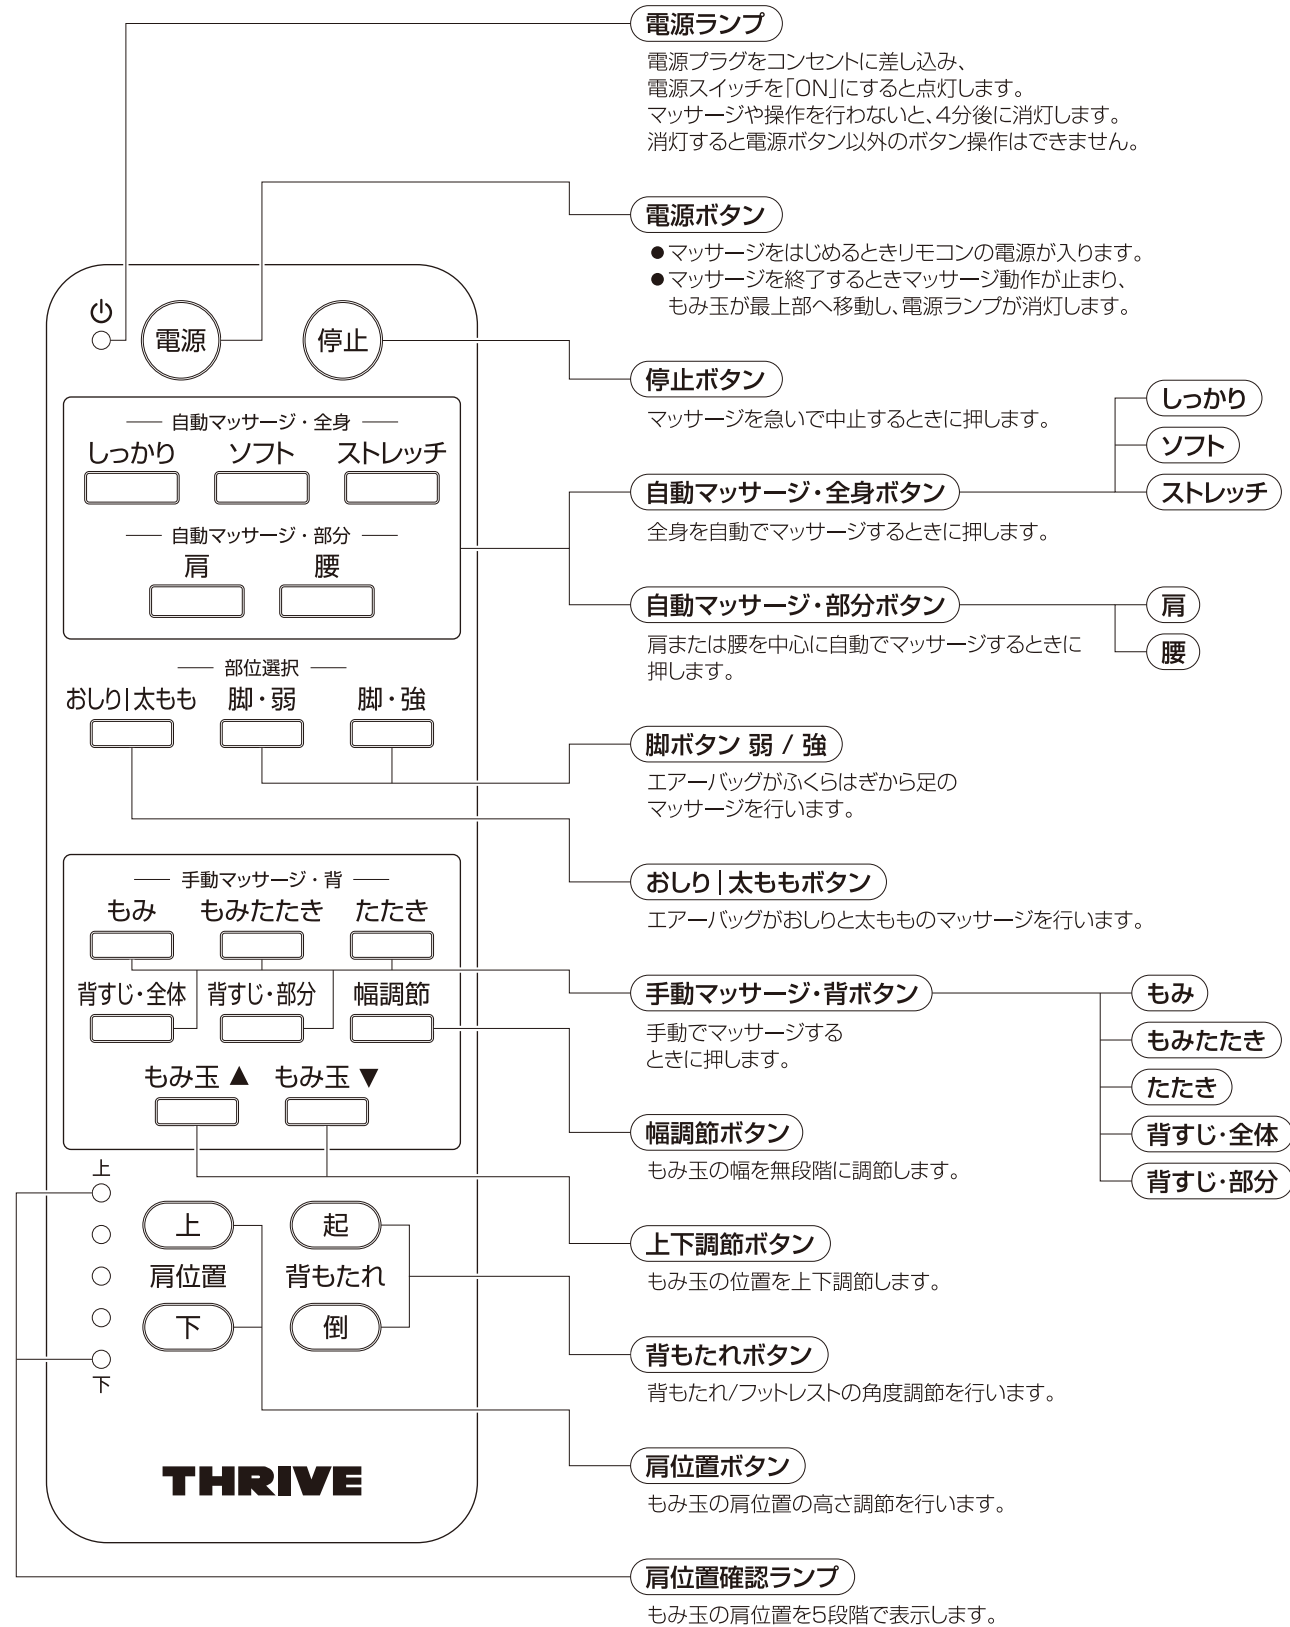 電源ランプ
電源プラグをコンセントに差し込み、
電源スイッチを「ON」にすると点灯します。
マッサージや操作を行わないと、4分後に消灯します。
消灯すると電源ボタン以外のボタン操作はできません。
電源ボタン
●マッサージをはじめるときリモコンの電源が入ります。
●マッサージを終了するときマッサージ動作が止まり、
もみ玉が最上部へ移動し、電源ランプが消灯します。
電源 停止
停止ボタン
マッサージを急いで中止するときに押します。
自動マッサージ・全身
しっかり ソフト ストレッチ
自動マッサージ・全身ボタン
しっかり
ソフト
ストレッチ
全身を自動でマッサージするときに押します。
自動マッサージ・部分
肩 腰
自動マッサージ・部分ボタン
肩
腰
肩または腰を中心に自動でマッサージするときに
押します。
部位選択
おしり|太もも 脚・弱 脚・強
脚ボタン 弱 / 強
エアーバッグがふくらはぎから足の
マッサージを行います。
おしり|太ももボタン
エアーバッグがおしりと太もものマッサージを行います。
手動マッサージ・背
もみ もみたたき たたき
背すじ・全体 背すじ・部分 幅調節
もみ玉 ▲ もみ玉 ▼
手動マッサージ・背ボタン
手動でマッサージする
ときに押します。
もみ
もみたたき
たたき
背すじ・全体
背すじ・部分
幅調節ボタン
もみ玉の幅を無段階に調節します。
上下調節ボタン
もみ玉の位置を上下調節します。
上
上 起
肩位置 背もたれ
下 倒
下
背もたれボタン
背もたれ/フットレストの角度調節を行います。
肩位置ボタン
もみ玉の肩位置の高さ調節を行います。
THRIVE
肩位置確認ランプ
もみ玉の肩位置を5段階で表示します。